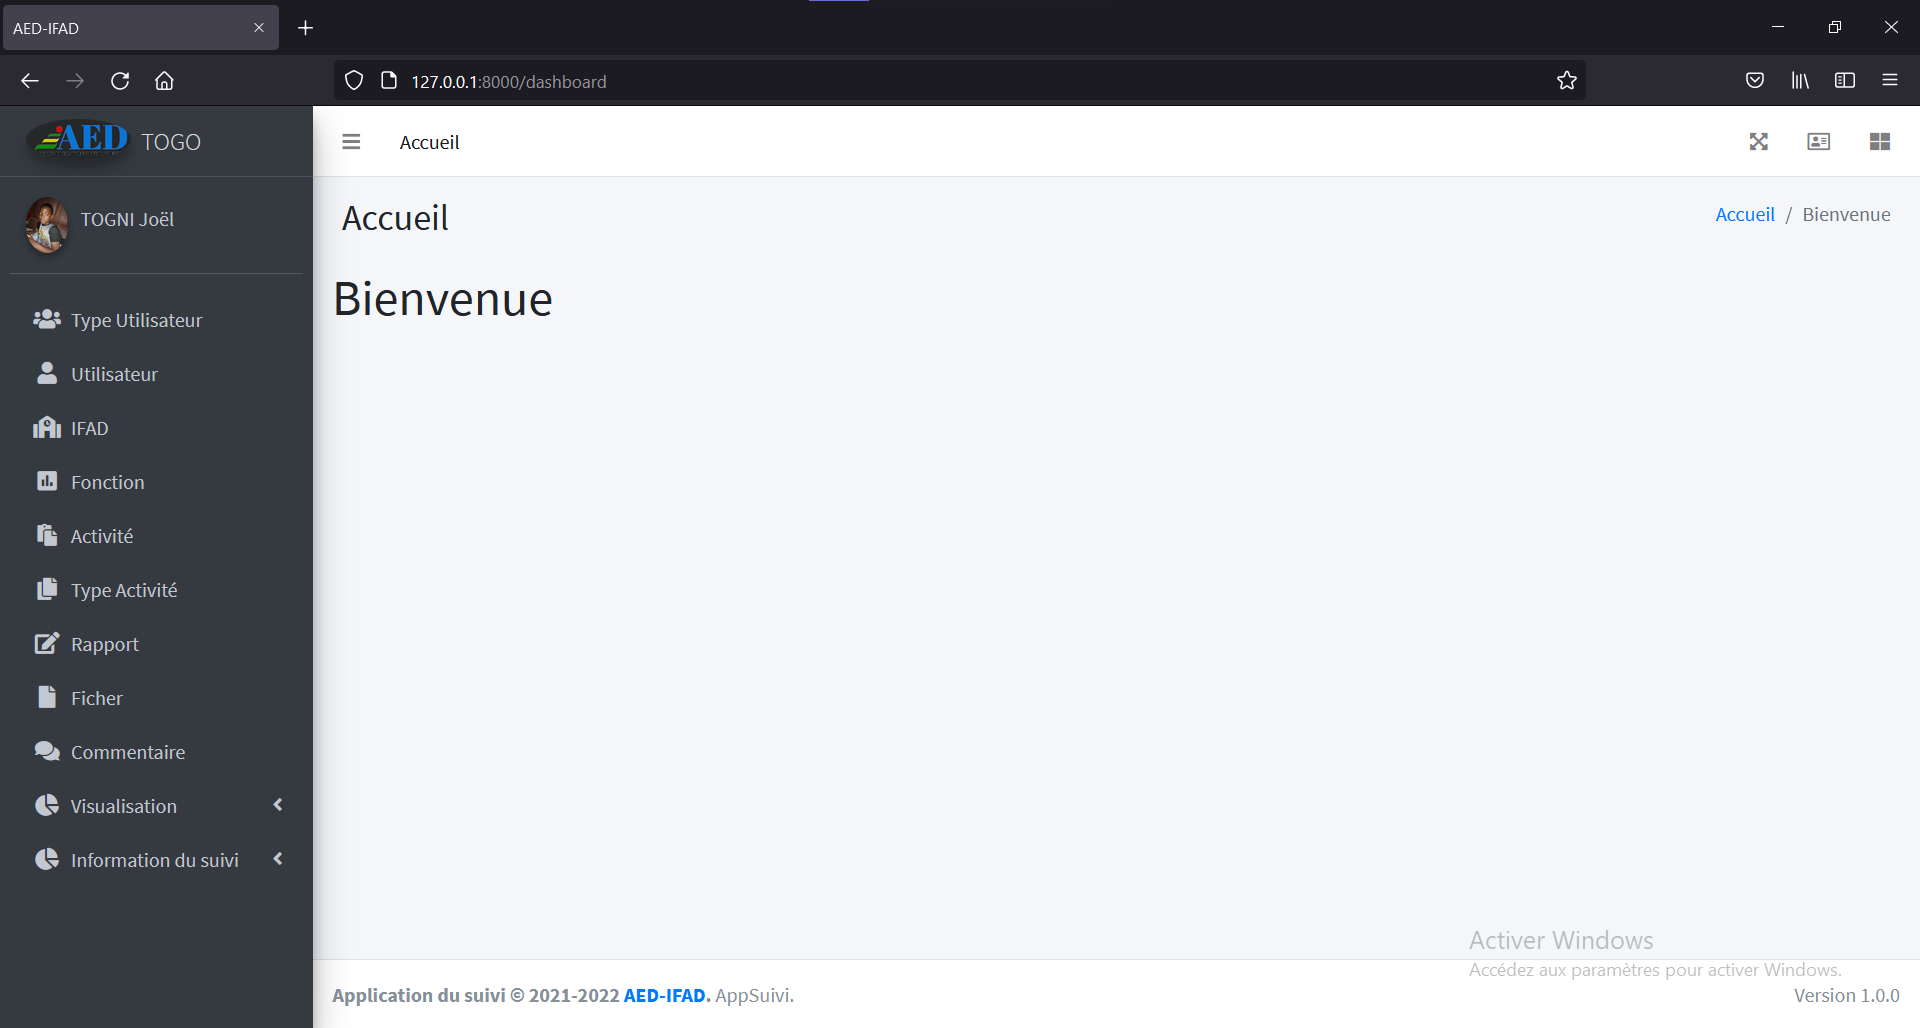 AED-IFAD
127.0.0.1:8000/dashboard
AED TOGO
Accueil
TOGNI Joël
Accueil
Accueil / Bienvenue
Bienvenue
Type Utilisateur
Utilisateur
IFAD
Fonction
Activité
Type Activité
Rapport
Ficher
Commentaire
Visualisation
Information du suivi
Activer Windows
Accédez aux paramètres pour activer Windows.
Application du suivi © 2021-2022 AED-IFAD. AppSuivi.
Version 1.0.0